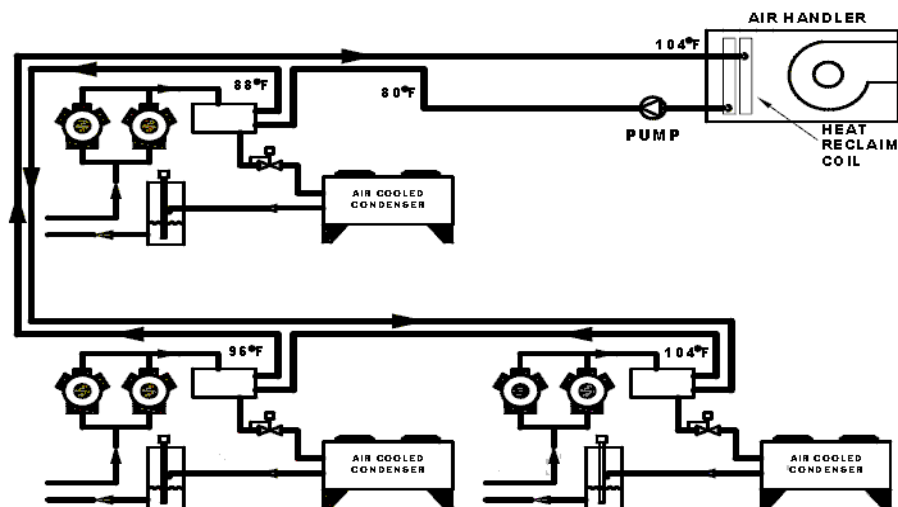 AIR HANDLER
104°F
88°F
80°F
PUMP
HEAT
RECLAIM
COIL
AIR COOLED
CONDENSER
96°F
104°F
AIR COOLED
CONDENSER
AIR COOLED
CONDENSER